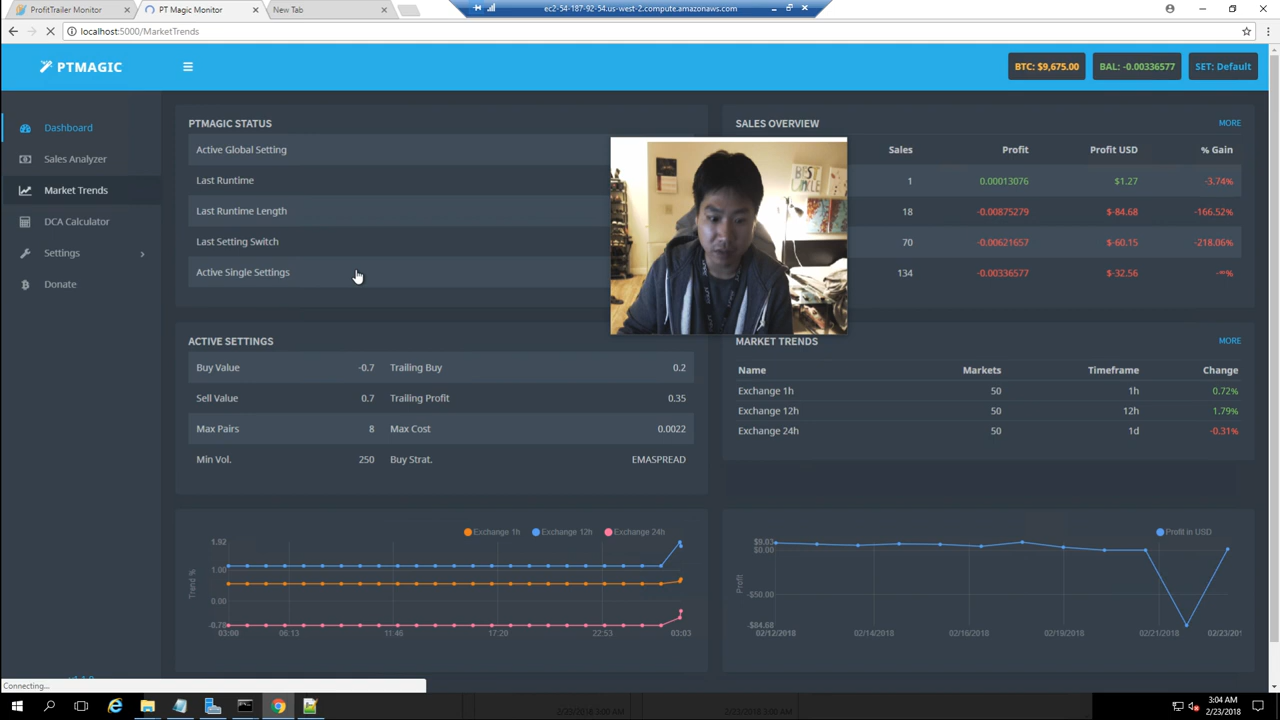 ProfitTrailer Monitor
PT Magic Monitor
New Tab
ec2-54-187-92-54.us-west-2.compute.amazonaws.com
localhost:5000/MarketTrends
PTMAGIC
BTC: $9,675.00
BAL: -0.00336577
SET: Default
Dashboard
Sales Analyzer
Market Trends
DCA Calculator
Settings
Donate
PTMAGIC STATUS
Active Global Setting
Last Runtime
Last Runtime Length
Last Setting Switch
Active Single Settings
SALES OVERVIEW MORE
Sales Profit Profit USD % Gain
1 0.00013076 $1.27 -3.74%
18 -0.00875279 $-84.68 -166.52%
70 -0.00621657 $-60.15 -218.06%
134 -0.00336577 $-32.56 -∞%
ACTIVE SETTINGS
Buy Value -0.7 Trailing Buy 0.2
Sell Value 0.7 Trailing Profit 0.35
Max Pairs 8 Max Cost 0.0022
Min Vol. 250 Buy Strat. EMASPREAD
MARKET TRENDS MORE
Name Markets Timeframe Change
Exchange 1h 50 1h 0.72%
Exchange 12h 50 12h 1.79%
Exchange 24h 50 1d -0.31%
Exchange 1h Exchange 12h Exchange 24h
Trend %
1.92
1.00
0.00
-0.78
03:00 06:13 11:46 17:20 22:53 03:03
Profit in USD
Profit
$9.03
$0.00
-$50.00
-$84.68
02/12/2018 02/14/2018 02/16/2018 02/19/2018 02/21/2018 02/23/201
Connecting...
3:04 AM
2/23/2018